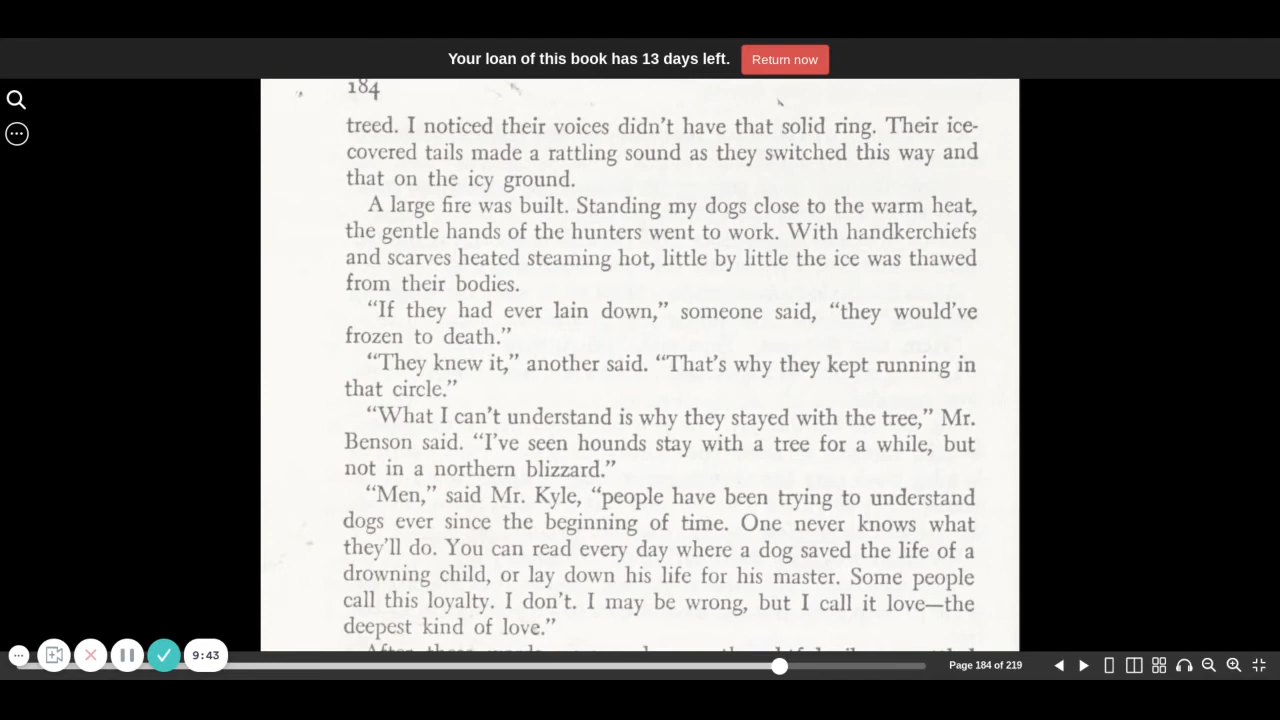 Your loan of this book has 13 days left. Return now
184
treed. I noticed their voices didn't have that solid ring. Their ice-
covered tails made a rattling sound as they switched this way and
that on the icy ground.
A large fire was built. Standing my dogs close to the warm heat,
the gentle hands of the hunters went to work. With handkerchiefs
and scarves heated steaming hot, little by little the ice was thawed
from their bodies.
“If they had ever lain down,” someone said, “they would've
frozen to death.”
“They knew it,” another said. “That's why they kept running in
that circle.”
“What I can't understand is why they stayed with the tree,” Mr.
Benson said. “I've seen hounds stay with a tree for a while, but
not in a northern blizzard.”
“Men,” said Mr. Kyle, “people have been trying to understand
dogs ever since the beginning of time. One never knows what
they'll do. You can read every day where a dog saved the life of a
drowning child, or lay down his life for his master. Some people
call this loyalty. I don't. I may be wrong, but I call it love—the
deepest kind of love.”
9:43
Page 184 of 219